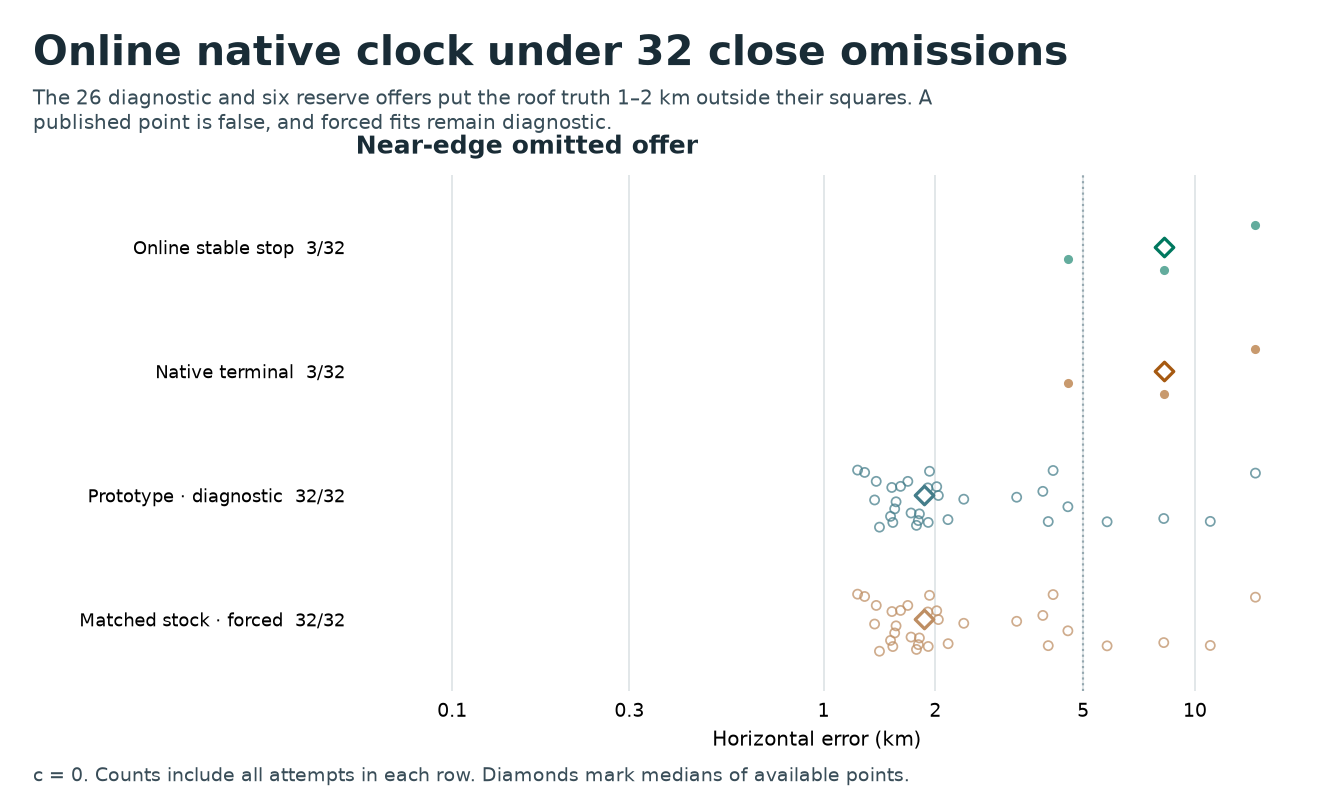 Online native clock under 32 close omissions
The 26 diagnostic and six reserve offers put the roof truth 1–2 km outside their squares. A
published point is false, and forced fits remain diagnostic.
Near-edge omitted offer
Online stable stop 3/32
Native terminal 3/32
Prototype · diagnostic 32/32
Matched stock · forced 32/32
0.1 0.3 1 2 5 10
Horizontal error (km)
c = 0. Counts include all attempts in each row. Diamonds mark medians of available points.